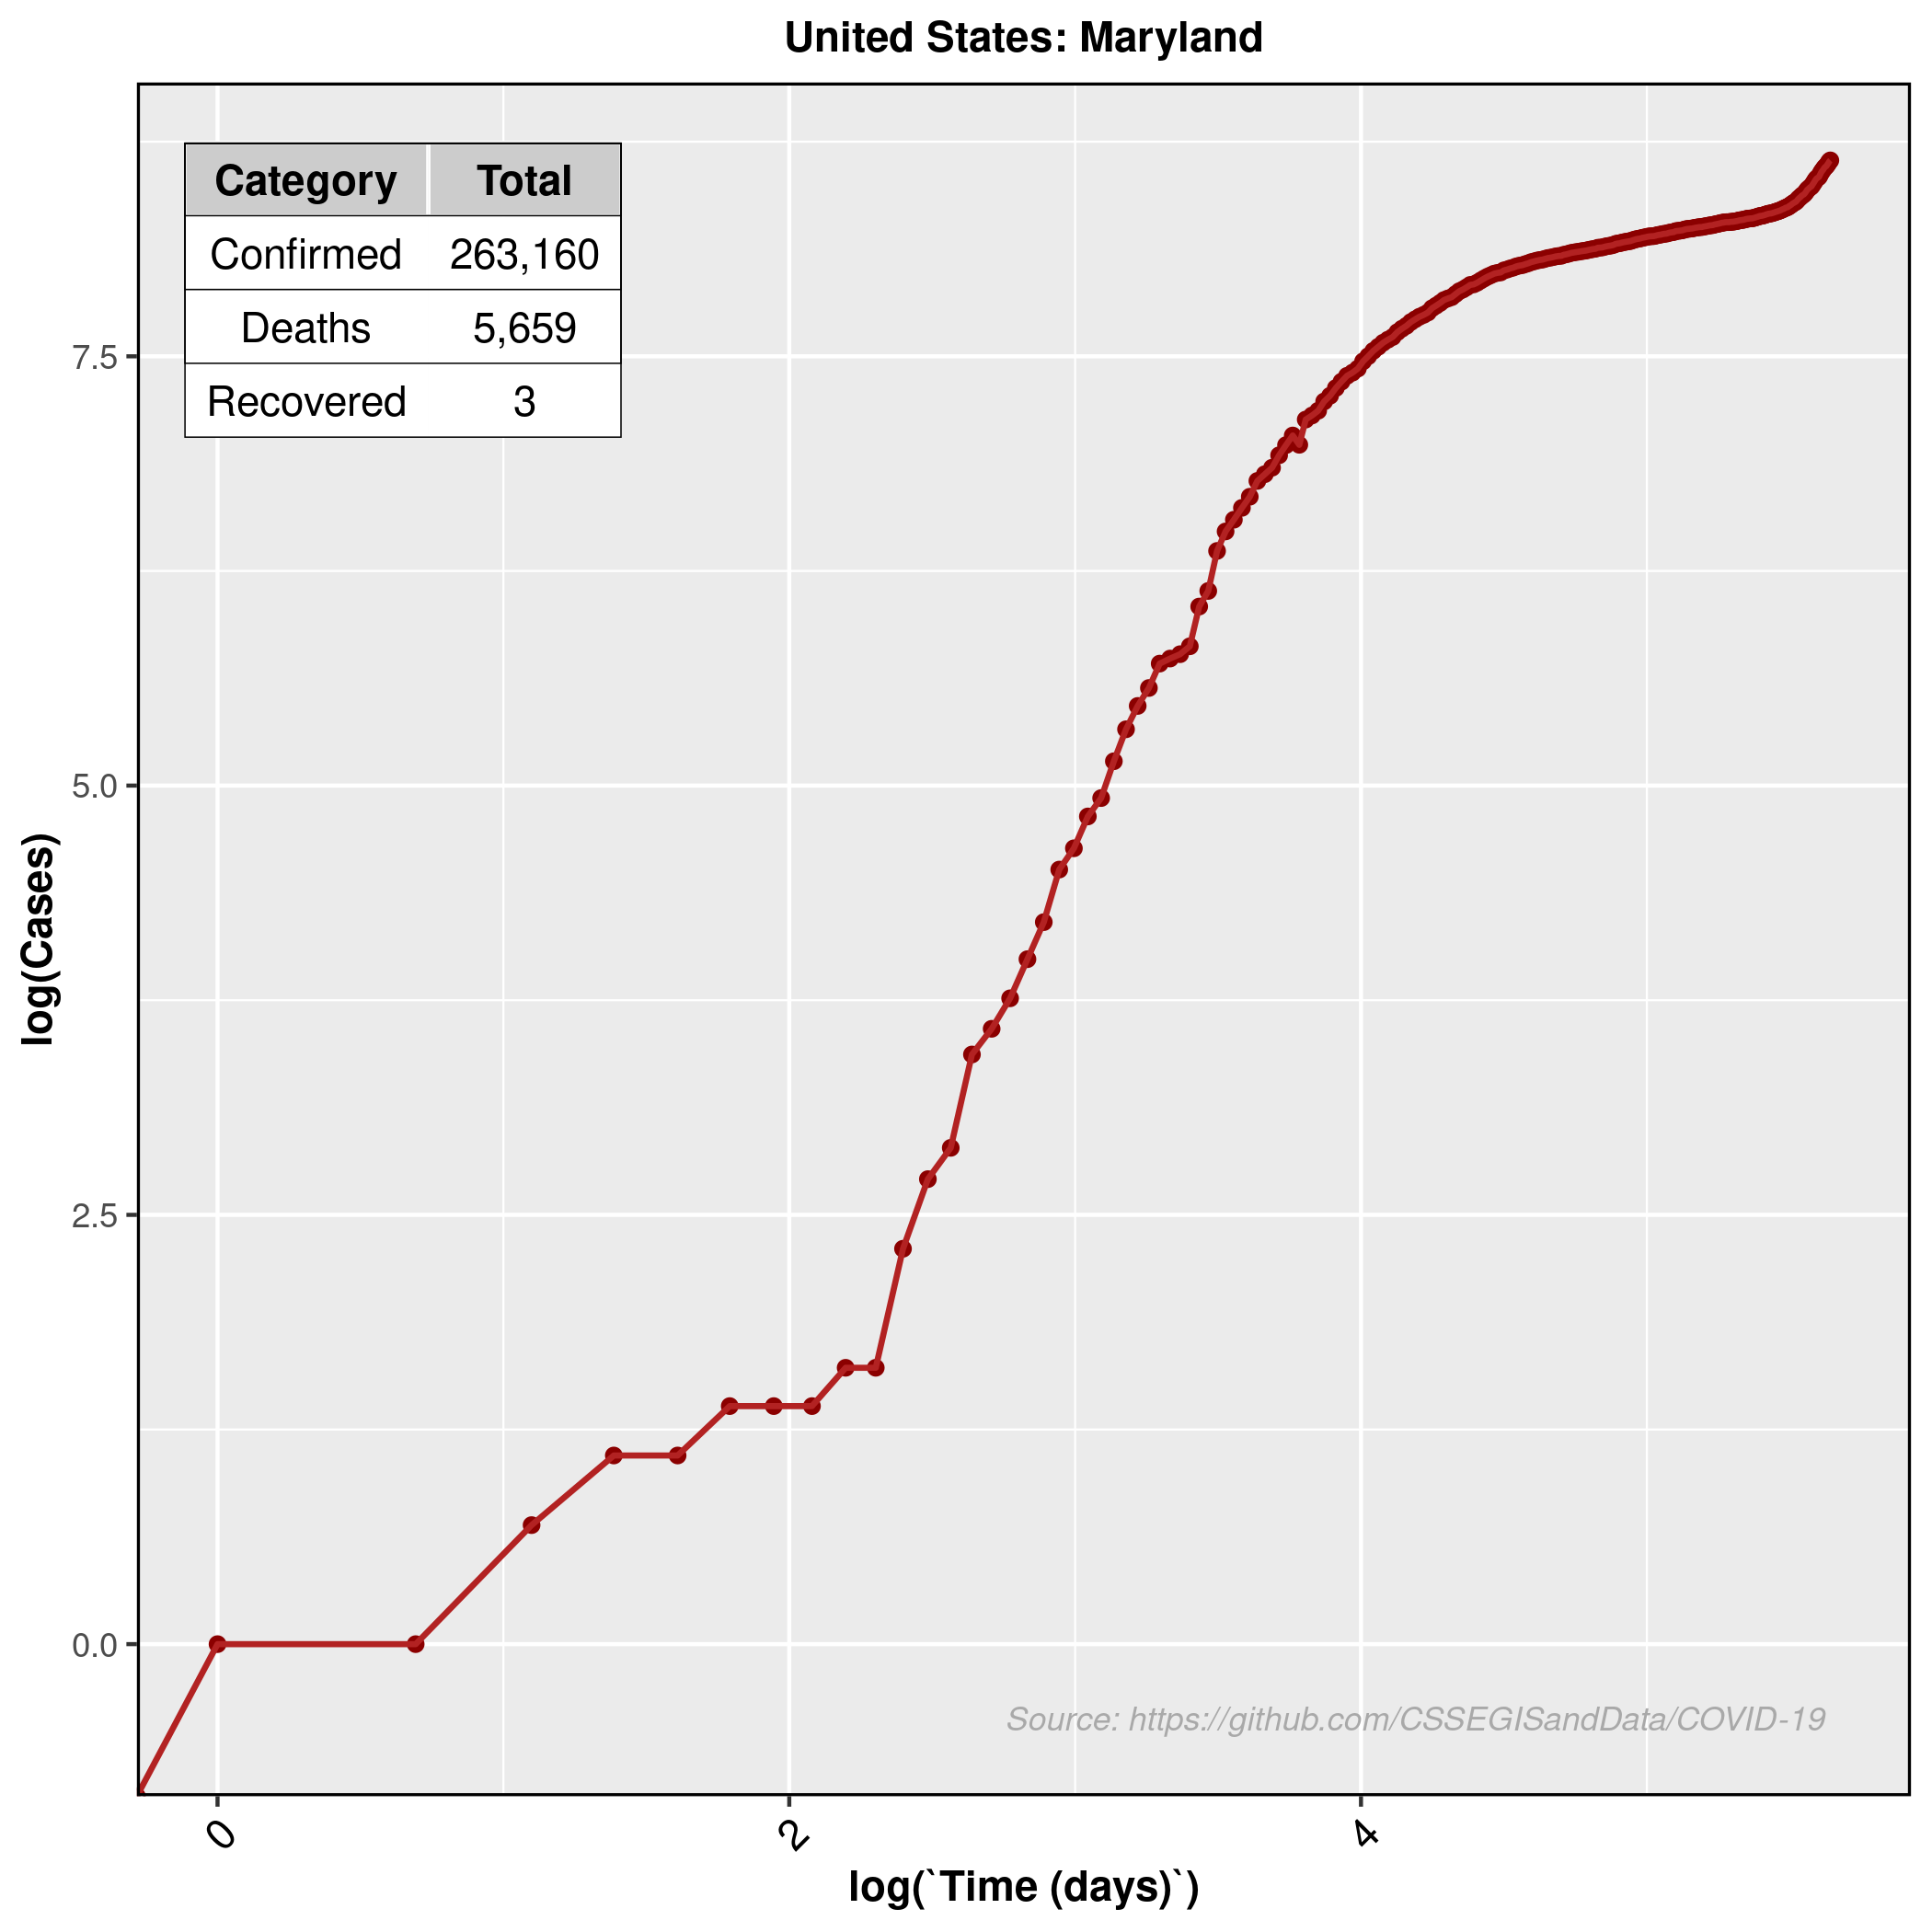 United States: Maryland
Category Total
Confirmed 263,160
Deaths 5,659
Recovered 3
7.5
5.0
2.5
0.0
log(Cases)
Source: https://github.com/CSSEGISandData/COVID-19
0 2 4
log(`Time (days)`)